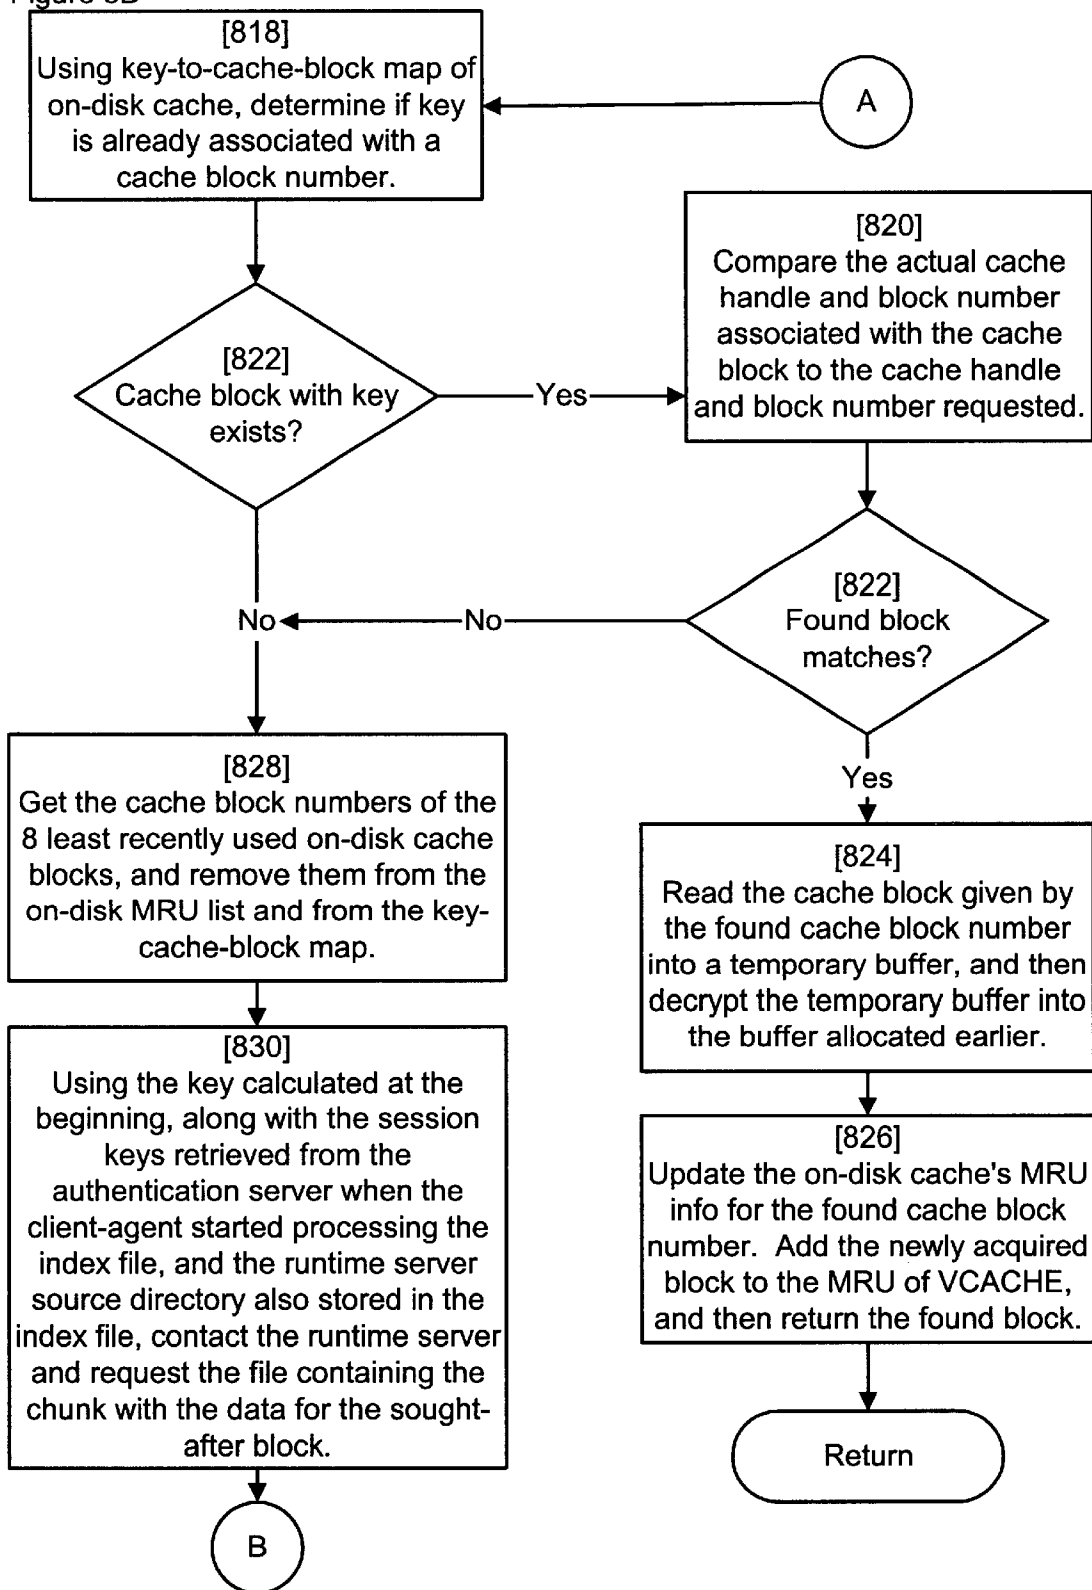 [818]
Using key-to-cache-block map of
on-disk cache, determine if key
is already associated with a
cache block number.
A
[820]
Compare the actual cache
handle and block number
associated with the cache
block to the cache handle
and block number requested.
[822]
Cache block with key
exists?
Yes
[822]
Found block
matches?
No
No
Yes
[828]
Get the cache block numbers of the
8 least recently used on-disk cache
blocks, and remove them from the
on-disk MRU list and from the key-
cache-block map.
[824]
Read the cache block given by
the found cache block number
into a temporary buffer, and then
decrypt the temporary buffer into
the buffer allocated earlier.
[830]
Using the key calculated at the
beginning, along with the session
keys retrieved from the
authentication server when the
client-agent started processing the
index file, and the runtime server
source directory also stored in the
index file, contact the runtime server
and request the file containing the
chunk with the data for the sought-
after block.
[826]
Update the on-disk cache's MRU
info for the found cache block
number.  Add the newly acquired
block to the MRU of VCACHE,
and then return the found block.
Return
B